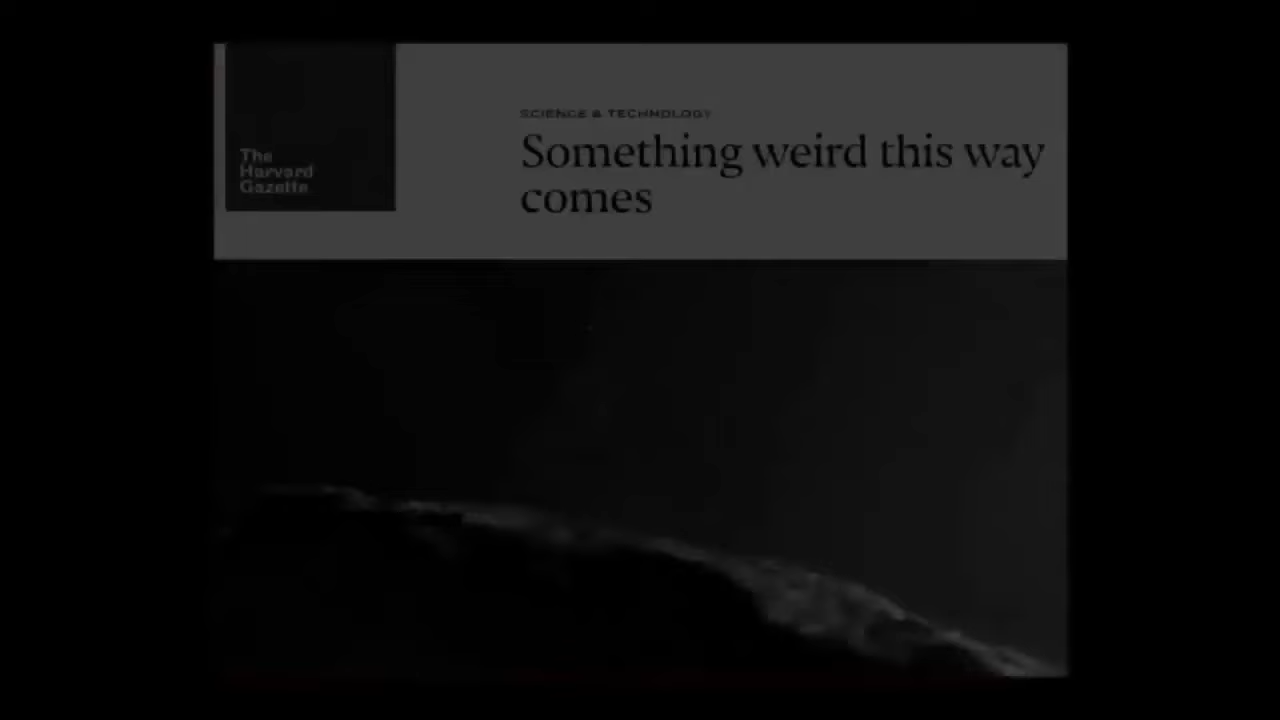 The
Harvard
Gazette
SCIENCE & TECHNOLOGY
Something weird this way
comes